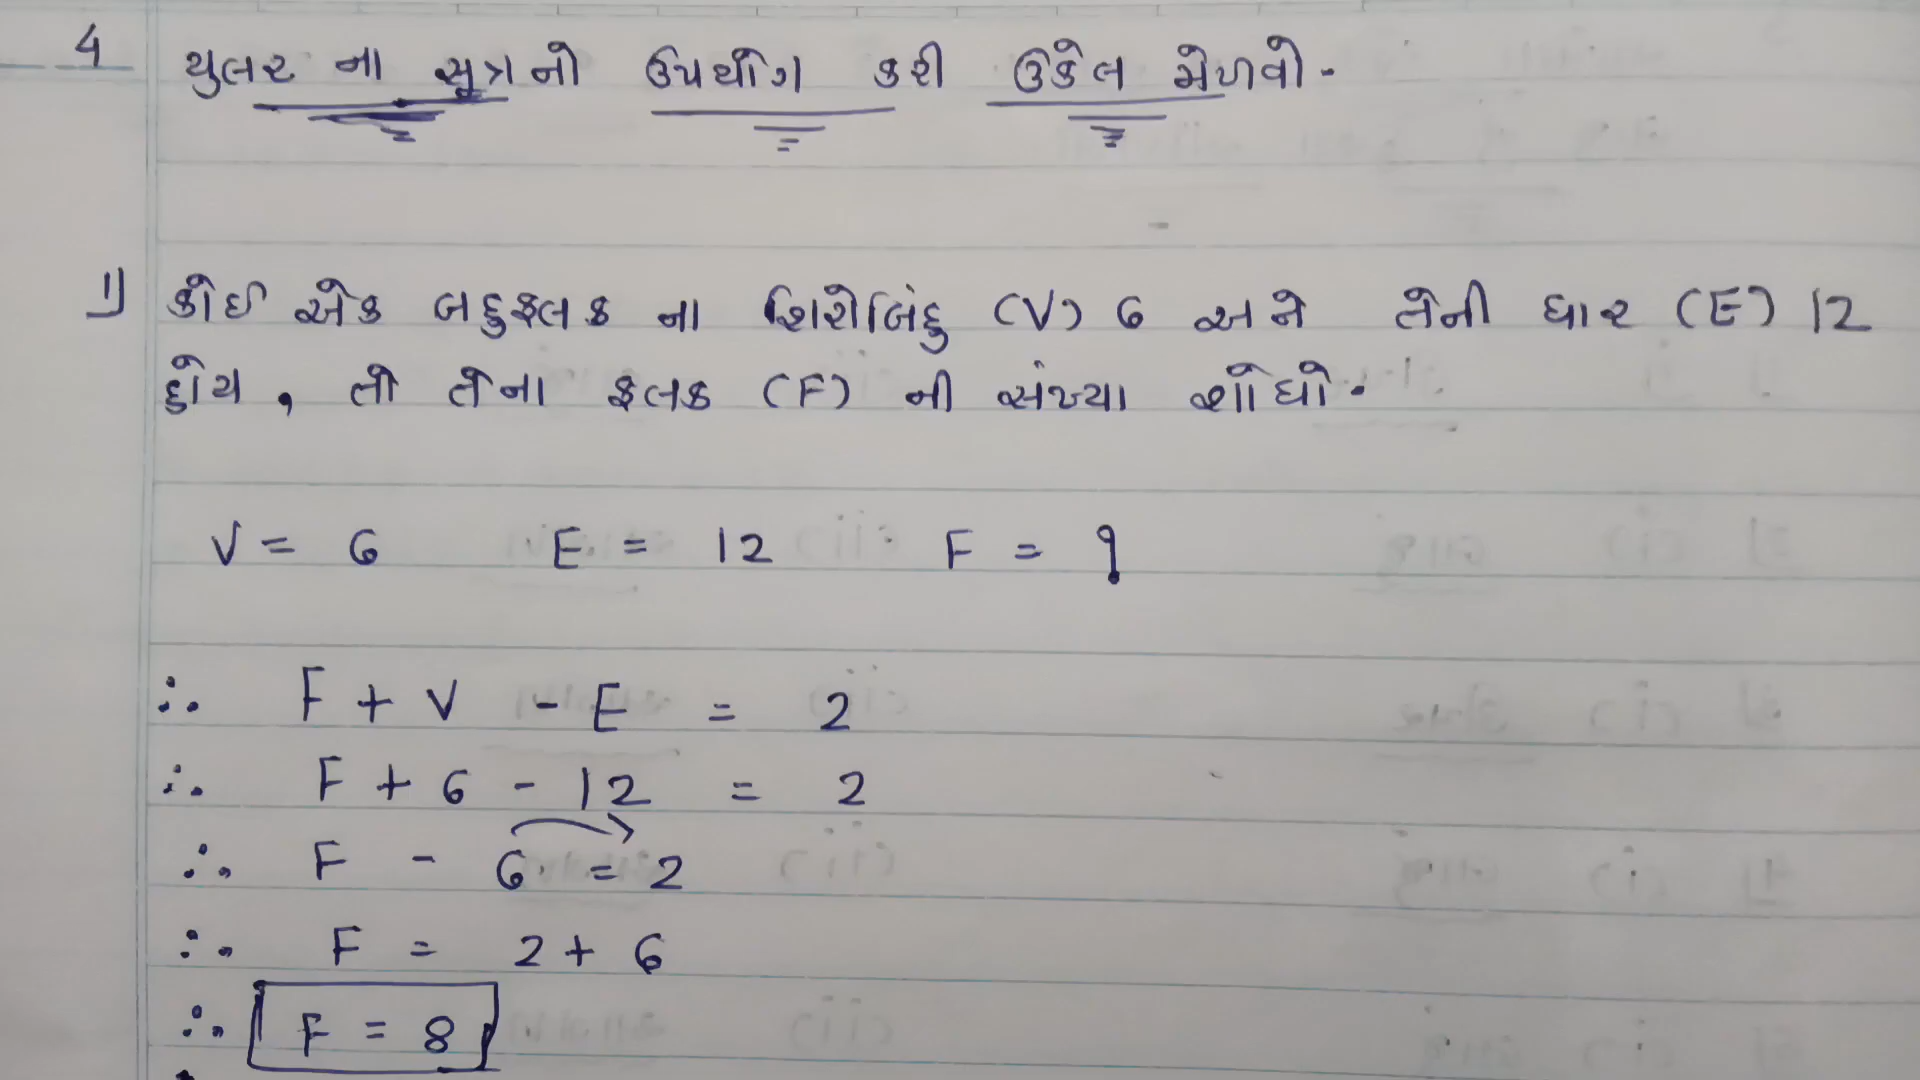 4 યુલર ના સૂત્રનો ઉપયોગ કરી ઉકેલ મેળવો.
1) કોઈ એક બહુફલક ના શિરોબિંદુ (V) 6 અને તેની ધાર (E) 12
હોય , તો તેના ફલક (F) ની સંખ્યા શોધો.
V = 6 E = 12 F = ?
∴ F + V - E = 2
∴ F + 6 - 12 = 2
∴ F - 6 = 2
∴ F = 2 + 6
∴ F = 8